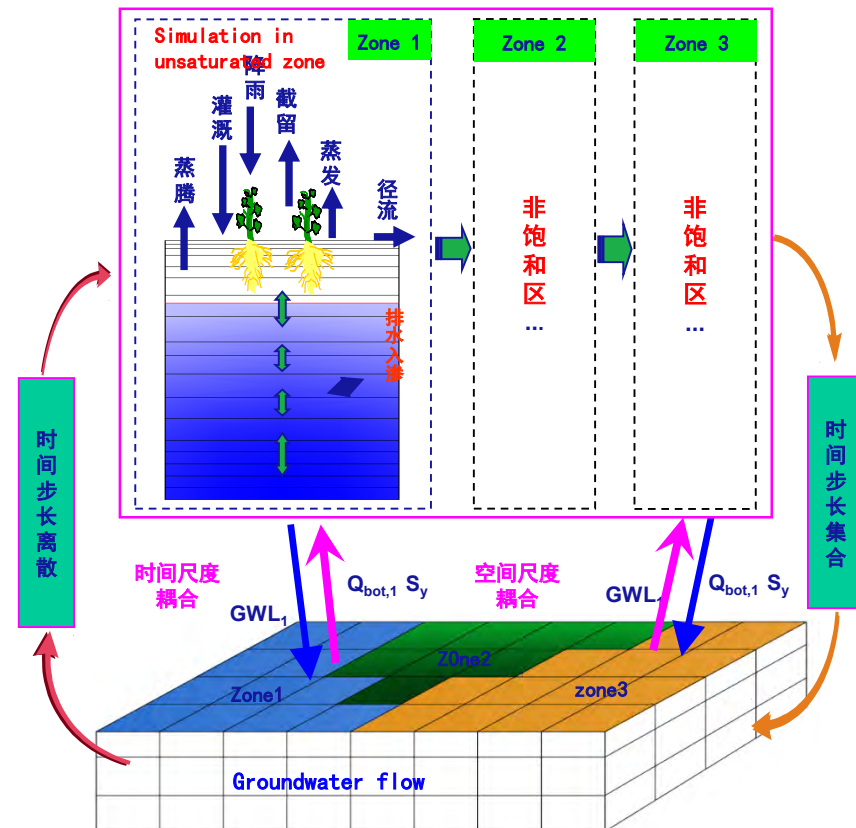 Simulation in
unsaturated zone
Zone 1
Zone 2
Zone 3
降雨
灌溉
截留
蒸腾
蒸发
径流
排水入渗
非饱和区
...
非饱和区
...
时间步长离散
时间步长集合
时间尺度
耦合
空间尺度
耦合
GWL1
Qbot,1 Sy
GWL
Qbot,1 Sy
Zone1
Z0ne2
zone3
Groundwater flow